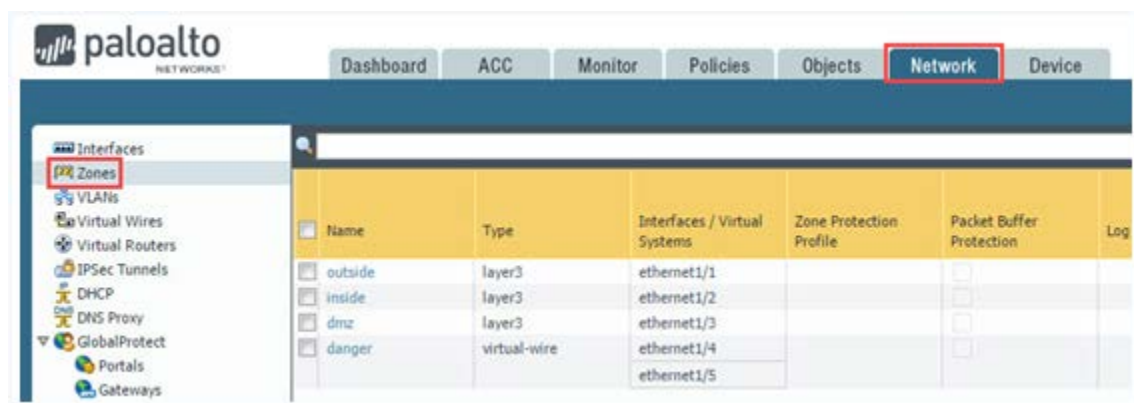 paloalto
NETWORKS
Dashboard ACC Monitor Policies Objects Network Device
Interfaces
Zones
VLANs
Virtual Wires
Virtual Routers
IPSec Tunnels
DHCP
DNS Proxy
GlobalProtect
Portals
Gateways
Name Type Interfaces / Virtual Systems Zone Protection Profile Packet Buffer Protection Log
outside layer3 ethernet1/1
inside layer3 ethernet1/2
dmz layer3 ethernet1/3
danger virtual-wire ethernet1/4
ethernet1/5